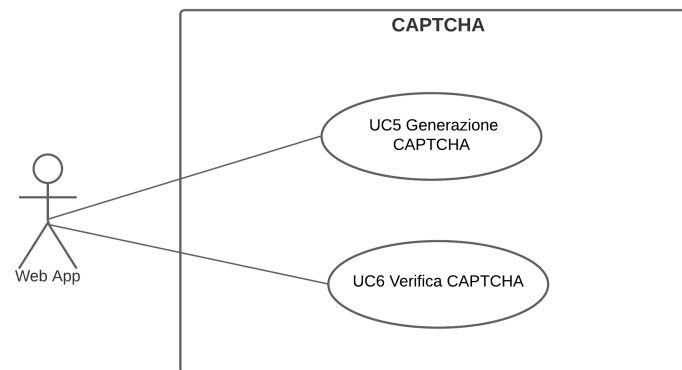 CAPTCHA
UC5 Generazione
CAPTCHA
Web App
UC6 Verifica CAPTCHA